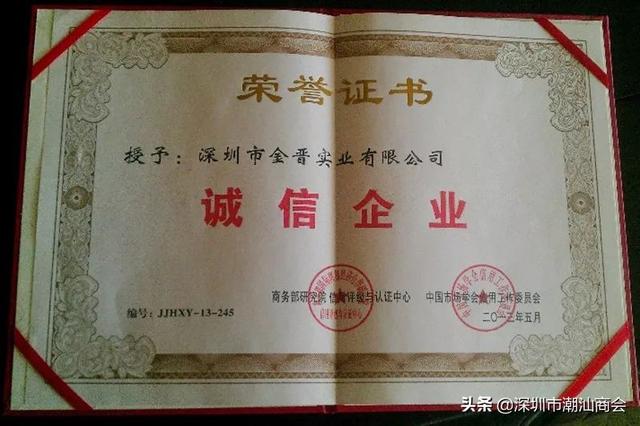 荣誉证书
授予：深圳市金晋实业有限公司
诚信企业
商务部研究院 信用评级与认证中心 中国市场学会信用工作委员会
编号：JJHXY-13-245
二〇一三年五月
头条 @深圳市潮汕商会